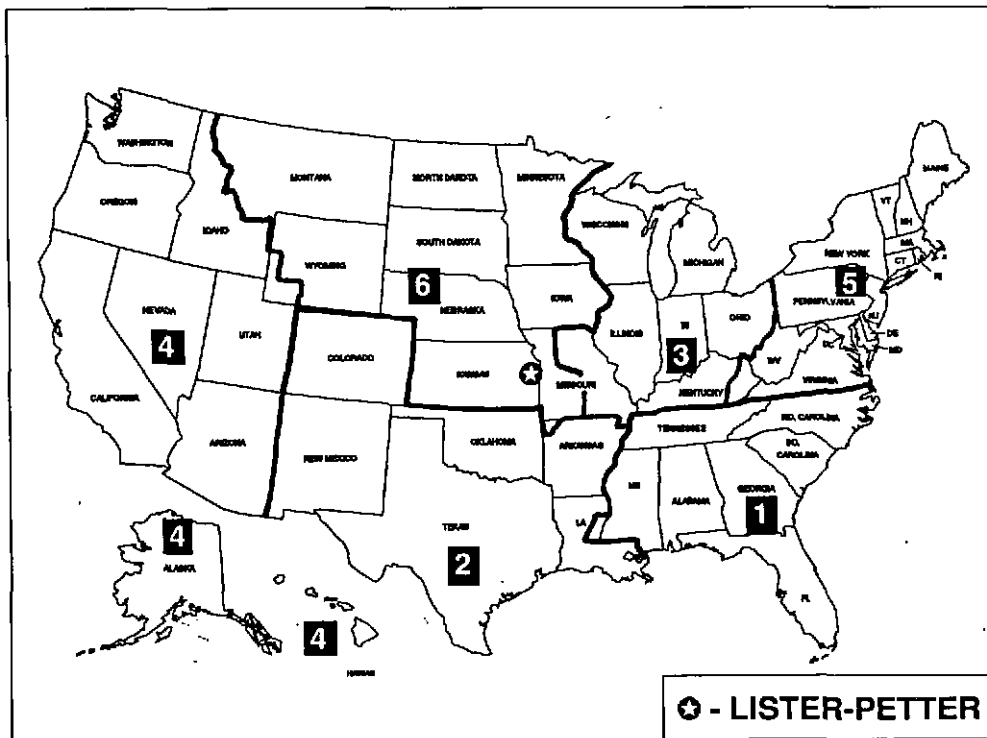 WASHINGTON
MONTANA
NORTH DAKOTA
MINNESOTA
MAINE
OREGON
IDAHO
WYOMING
SOUTH DAKOTA
WISCONSIN
MICHIGAN
VT
NH
NEW YORK
MA
CT
RI
6
NEBRASKA
IOWA
5
PENNSYLVANIA
NEVADA
4
UTAH
COLORADO
KANSAS
MISSOURI
ILLINOIS
IN
3
OHIO
WV
NJ
DE
MD
DC
KENTUCKY
VIRGINIA
CALIFORNIA
ARIZONA
NEW MEXICO
OKLAHOMA
ARKANSAS
TENNESSEE
NO. CAROLINA
SO.
CAROLINA
TEXAS
2
LA
MS
ALABAMA
GEORGIA
1
FL
4
ALASKA
4
HAWAII
- LISTER-PETTER